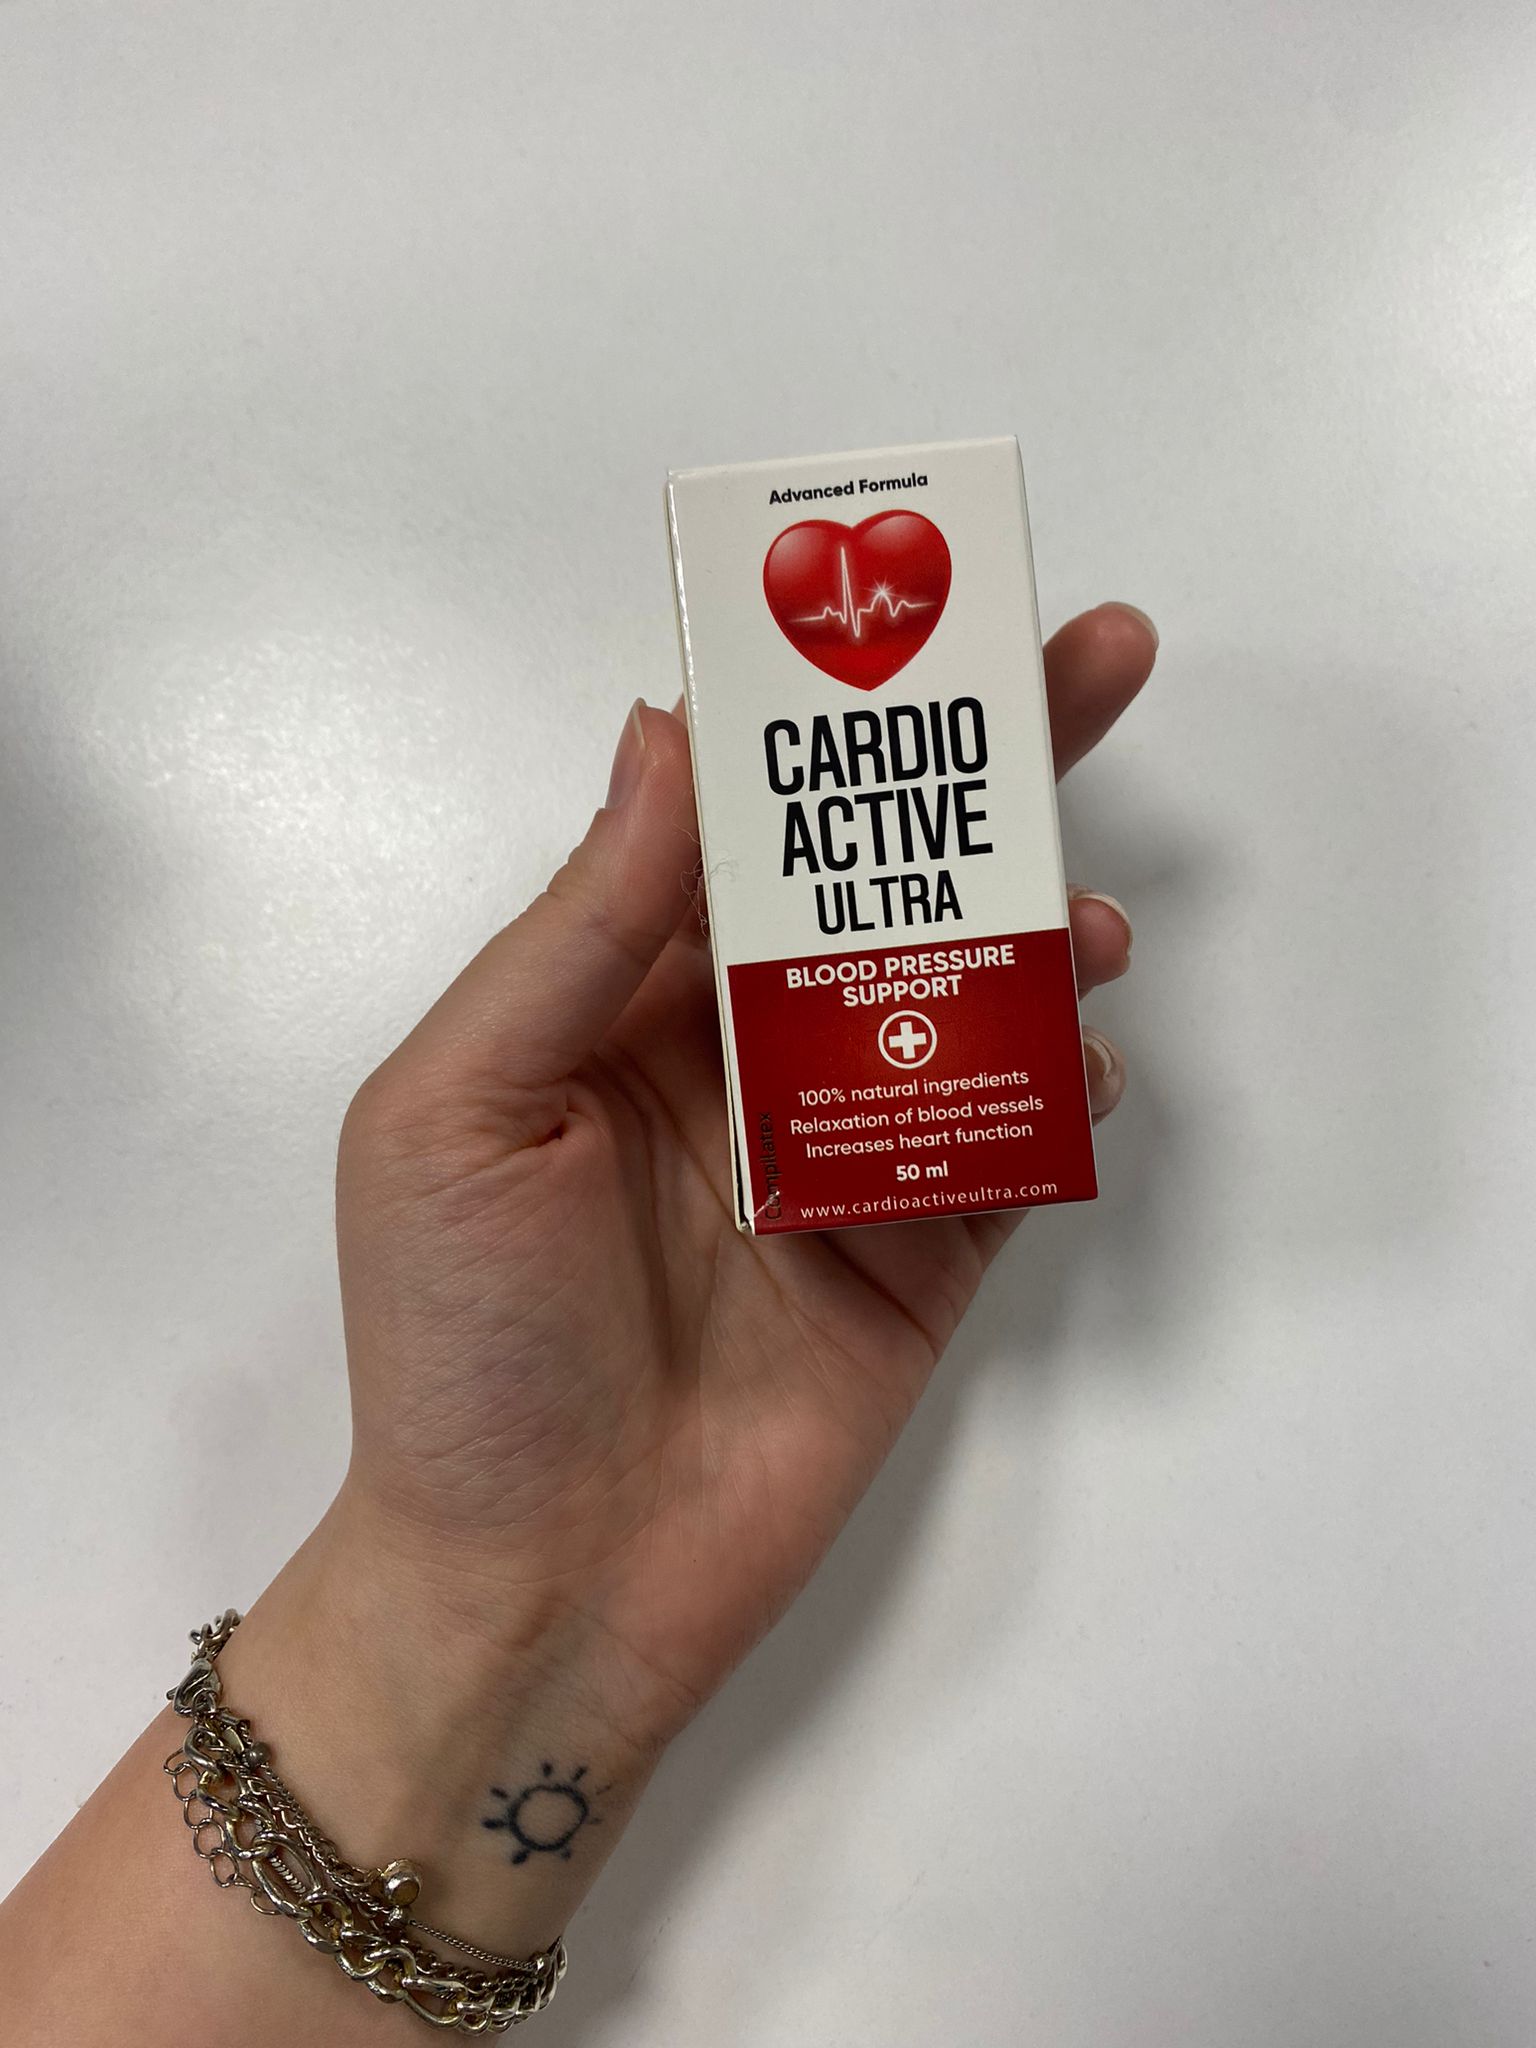 Advanced Formula
CARDIO
ACTIVE
ULTRA
BLOOD PRESSURE
SUPPORT
100% natural ingredients
Relaxation of blood vessels
Increases heart function
50 ml
www.cardioactiveultra.com
Compilatex